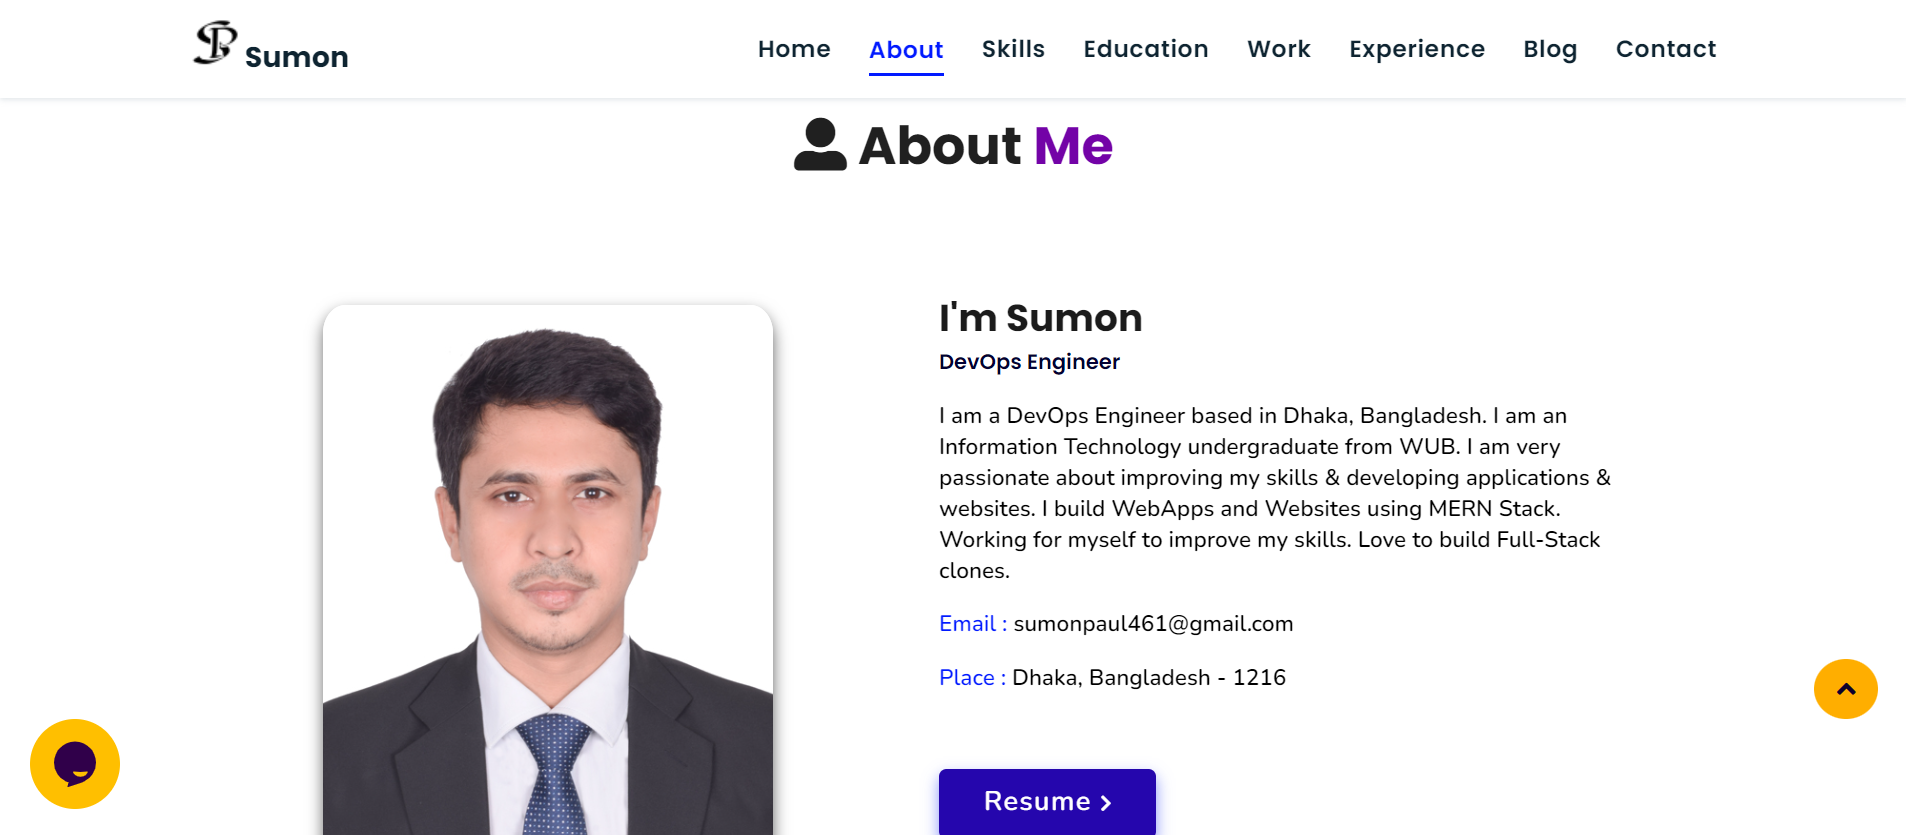 Sumon
Home About Skills Education Work Experience Blog Contact
About Me
I'm Sumon
DevOps Engineer
I am a DevOps Engineer based in Dhaka, Bangladesh. I am an
Information Technology undergraduate from WUB. I am very
passionate about improving my skills & developing applications &
websites. I build WebApps and Websites using MERN Stack.
Working for myself to improve my skills. Love to build Full-Stack
clones.
Email : sumonpaul461@gmail.com
Place : Dhaka, Bangladesh - 1216
Resume